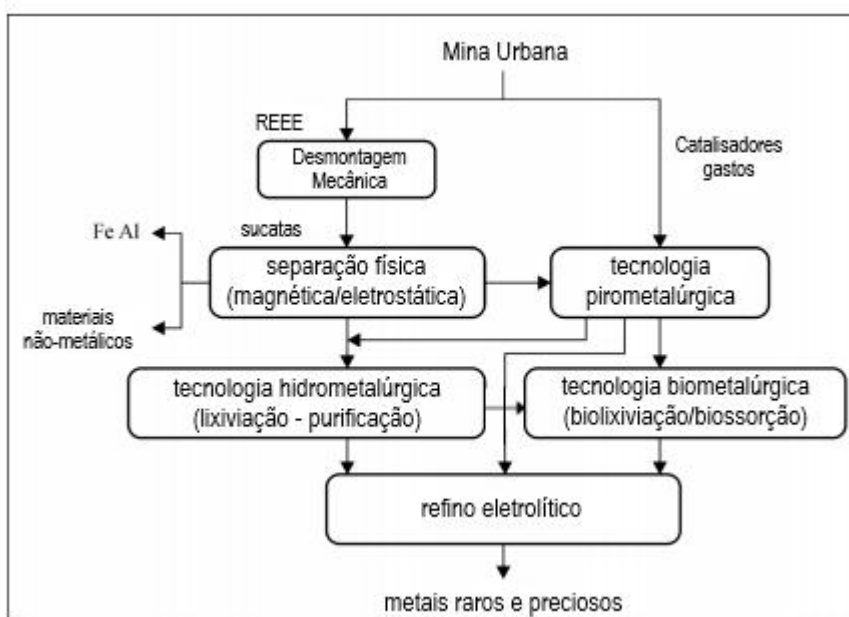 Mina Urbana
REEE
Desmontagem
Mecânica
Catalisadores
gastos
sucatas
Fe Al
separação física
(magnética/eletrostática)
tecnologia
pirometalúrgica
materiais
não-metálicos
tecnologia hidrometalúrgica
(lixiviação - purificação)
tecnologia biometalúrgica
(biolixiviação/biossorção)
refino eletrolítico
metais raros e preciosos